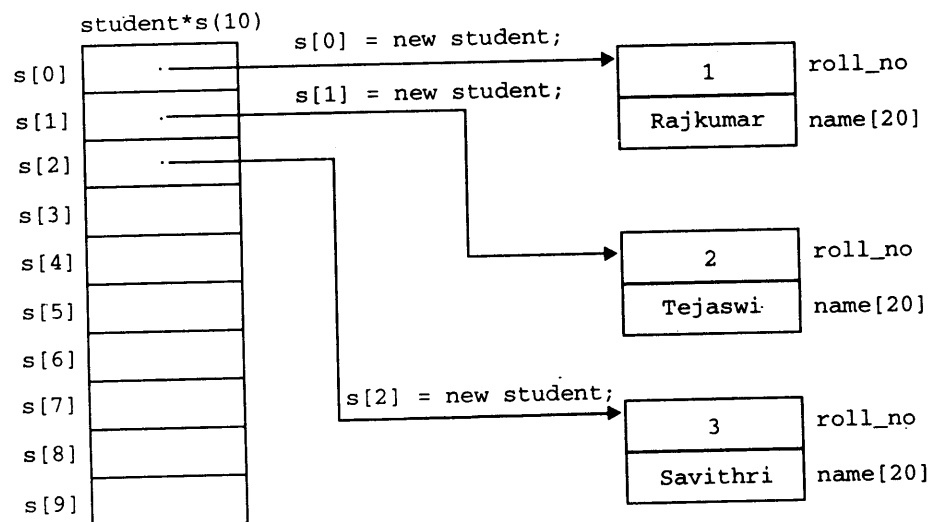 student*s(10)
s[0] = new student;
s[0]
1
roll_no
s[1] = new student;
s[1]
Rajkumar
name[20]
s[2]
s[3]
s[4]
2
roll_no
s[5]
Tejaswi
name[20]
s[6]
s[7]
s[2] = new student;
3
roll_no
s[8]
Savithri
name[20]
s[9]